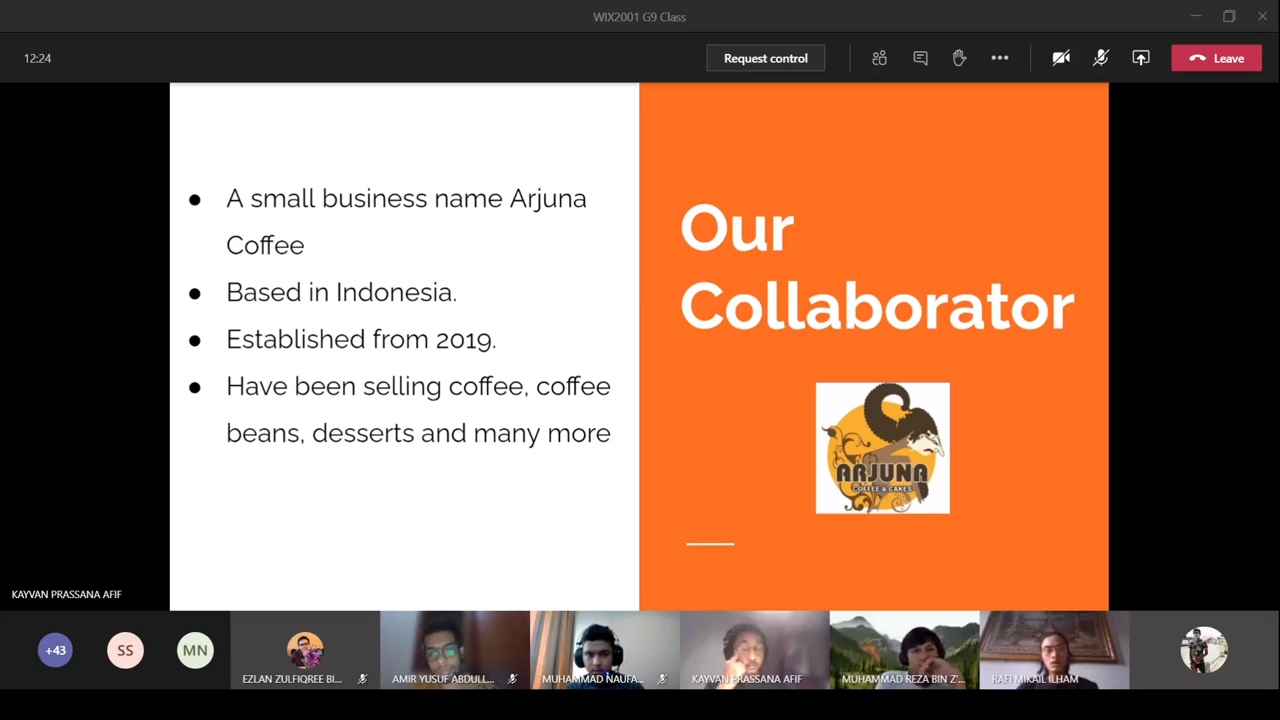 WIX2001 G9 Class
12:24
Request control
Leave
● A small business name Arjuna
Coffee
● Based in Indonesia.
● Established from 2019.
● Have been selling coffee, coffee
beans, desserts and many more
Our
Collaborator
ARJUNA
COFFEE & CAKES
KAYVAN PRASSANA AFIF
+43
SS
MN
EZLAN ZULFIQREE BI...
AMIR YUSUF ABDULL...
MUHAMMAD NAUFA...
KAYVAN PRASSANA AFIF
MUHAMMAD REZA BIN Z'...
RAFI MIKAIL ILHAM